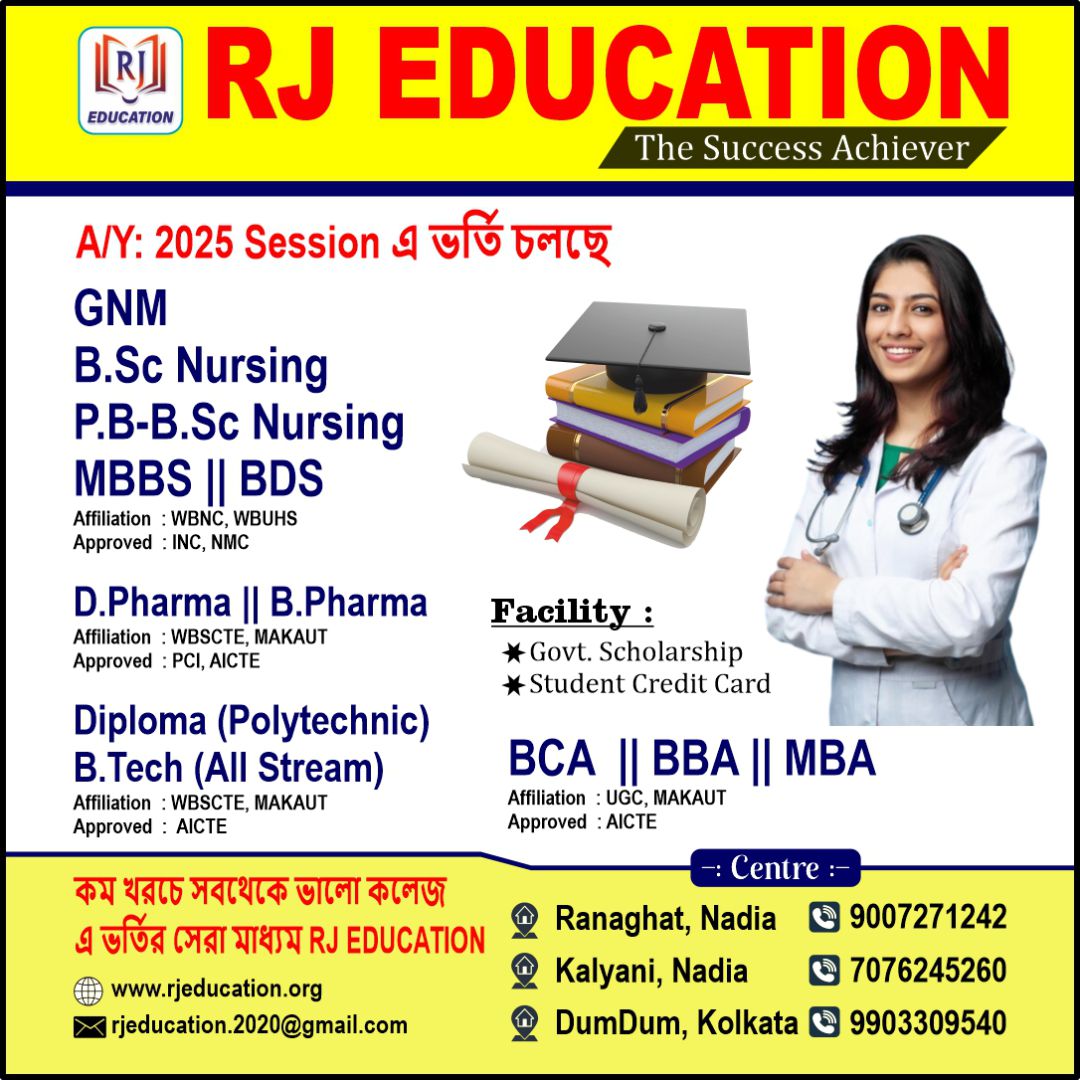 RJ
EDUCATION
RJ EDUCATION
The Success Achiever
A/Y: 2025 Session এ ভর্তি চলছে
GNM
B.Sc Nursing
P.B-B.Sc Nursing
MBBS || BDS
Affiliation : WBNC, WBUHS
Approved : INC, NMC
D.Pharma || B.Pharma
Affiliation : WBSCTE, MAKAUT
Approved : PCI, AICTE
Diploma (Polytechnic)
B.Tech (All Stream)
Affiliation : WBSCTE, MAKAUT
Approved : AICTE
Facility :
Govt. Scholarship
Student Credit Card
BCA || BBA || MBA
Affiliation : UGC, MAKAUT
Approved : AICTE
কম খরচে সবথেকে ভালো কলেজ
এ ভর্তির সেরা মাধ্যম RJ EDUCATION
www.rjeducation.org
rjeducation.2020@gmail.com
-: Centre :-
Ranaghat, Nadia 9007271242
Kalyani, Nadia 7076245260
DumDum, Kolkata 9903309540